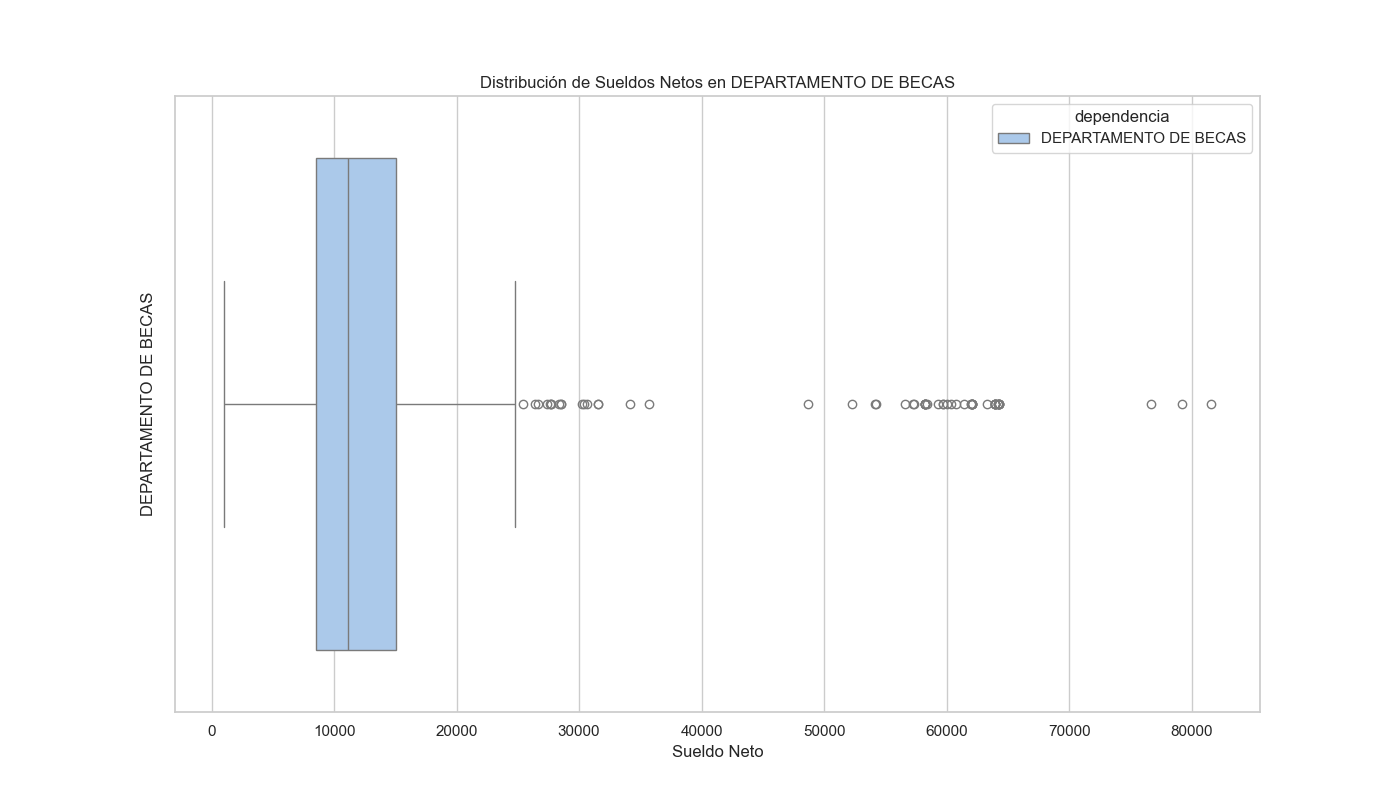 Distribución de Sueldos Netos en DEPARTAMENTO DE BECAS
dependencia
DEPARTAMENTO DE BECAS
DEPARTAMENTO DE BECAS
0 10000 20000 30000 40000 50000 60000 70000 80000
Sueldo Neto